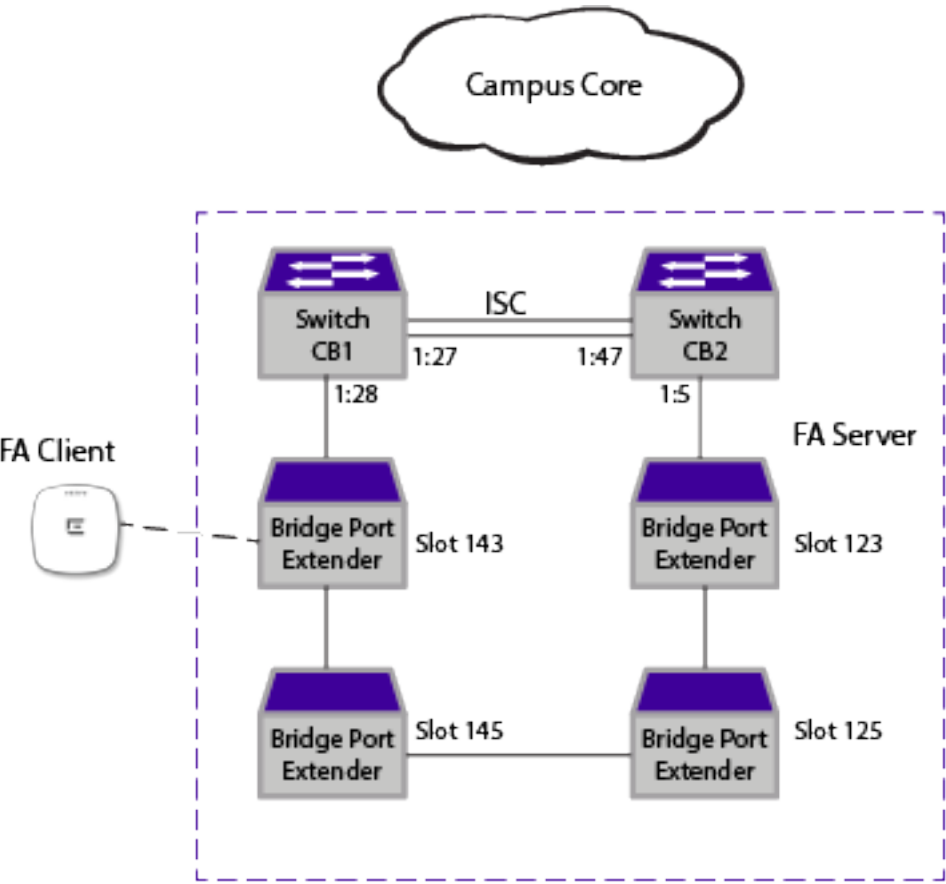 Campus Core
ISC
Switch
CB1
Switch
CB2
1:27
1:47
1:28
1:5
FA Client
FA Server
Bridge Port
Extender
Slot 143
Bridge Port
Extender
Slot 123
Bridge Port
Extender
Slot 145
Bridge Port
Extender
Slot 125